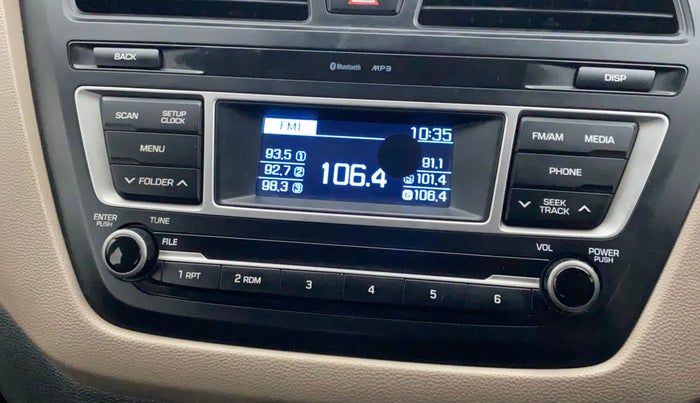 BACK
Bluetooth MP3
DISP
SCAN SETUP CLOCK
MENU
FOLDER
FM1 10:35
93.5 1
92.7 2
98.3 3
106.4
91.1
5 101.4
6 106.4
FM/AM MEDIA
PHONE
SEEK TRACK
ENTER PUSH
TUNE
FILE
VOL
POWER PUSH
1 RPT 2 RDM 3 4 5 6